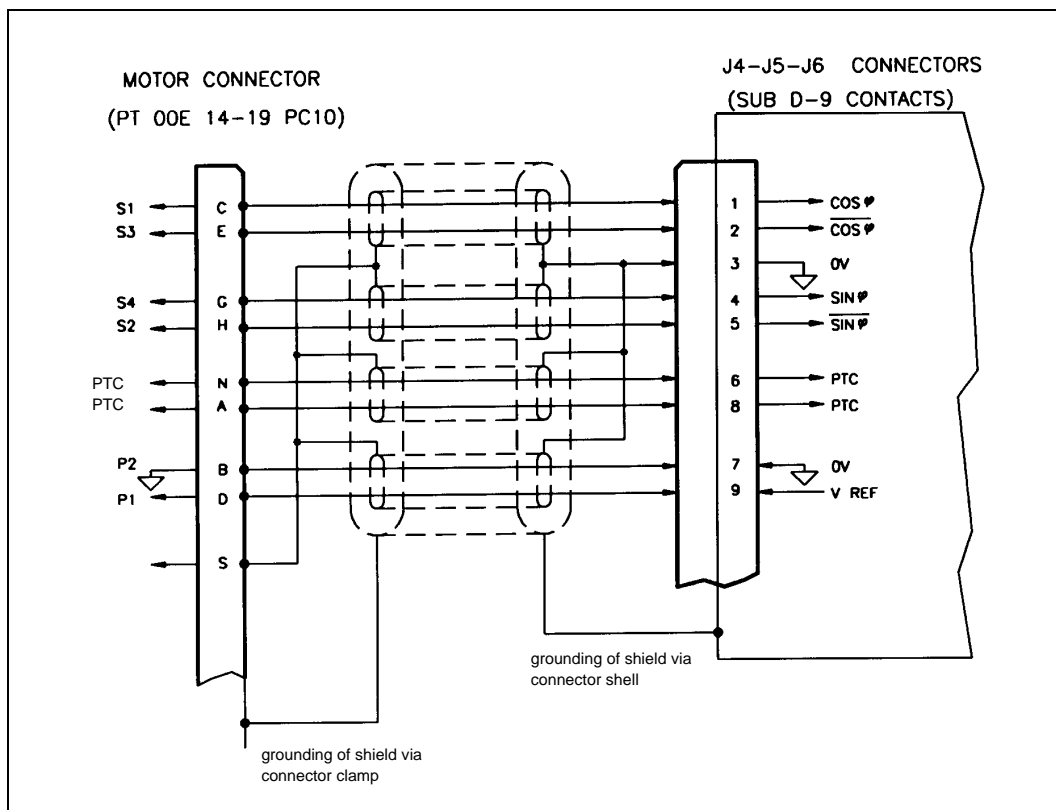 MOTOR CONNECTOR
(PT 00E 14-19 PC10)
J4-J5-J6 CONNECTORS
(SUB D-9 CONTACTS)
S1 C 1 COS φ
S3 E 2 C̅O̅S̅ ̅φ̅
3 0V
S4 G 4 SIN φ
S2 H 5 S̅I̅N̅ ̅φ̅
PTC N 6 PTC
PTC A 8 PTC
P2 B 7 0V
P1 D 9 V REF
S
grounding of shield via
connector shell
grounding of shield via
connector clamp